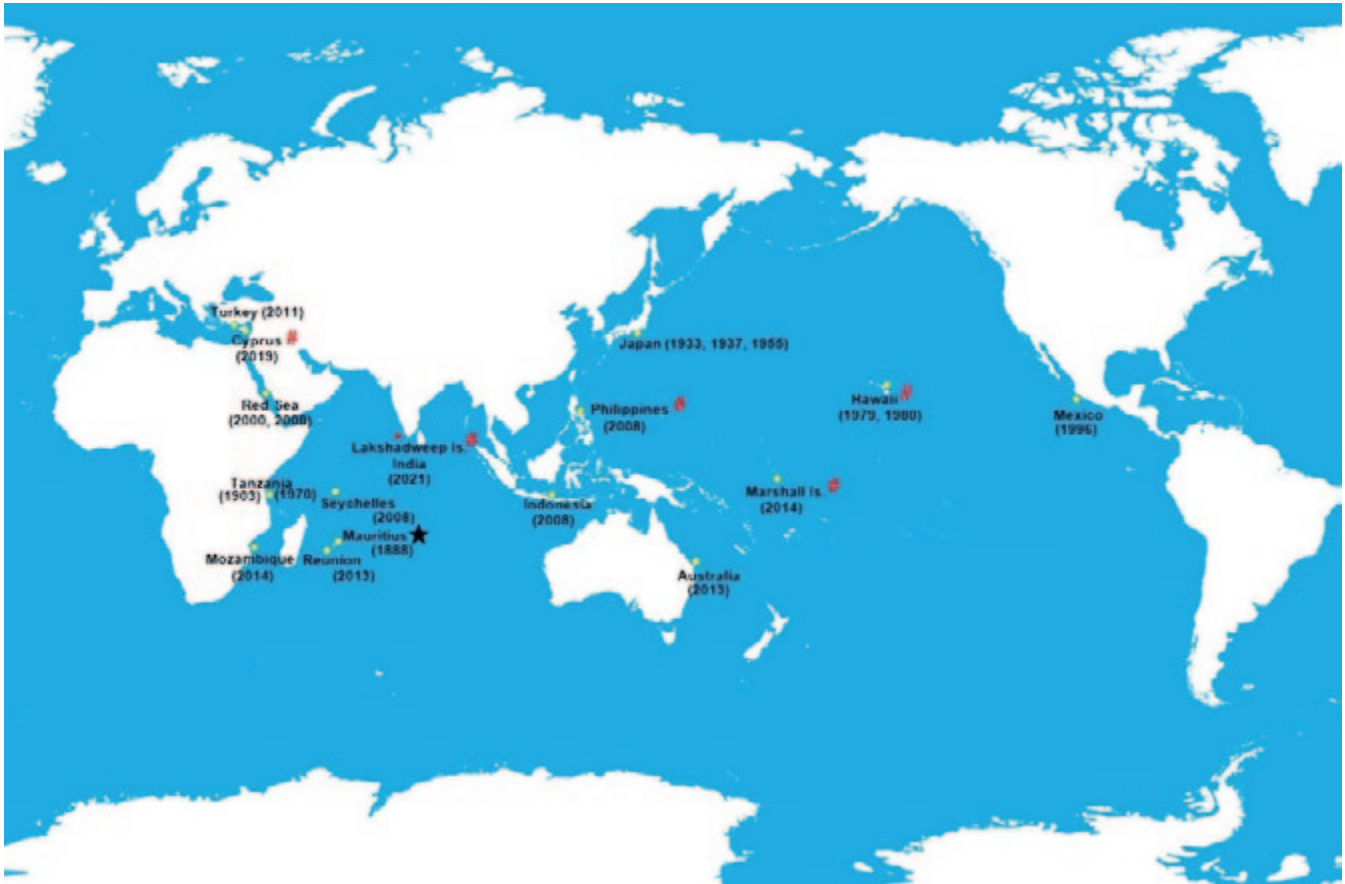 Turkey (2011)
Cyprus #
(2019)
Japan (1933, 1937, 1955)
Red Sea
(2000, 2008)
Philippines #
(2008)
Hawaii #
(1979, 1980)
Mexico
(1996)
Lakshadweep Is. #
India
(2021)
Tanzania
(1903) (1970)
Seychelles
(2008)
Indonesia
(2008)
Marshall Is. #
(2014)
Mauritius
(1888)
Mozambique
(2014)
Reunion
(2013)
Australia
(2013)